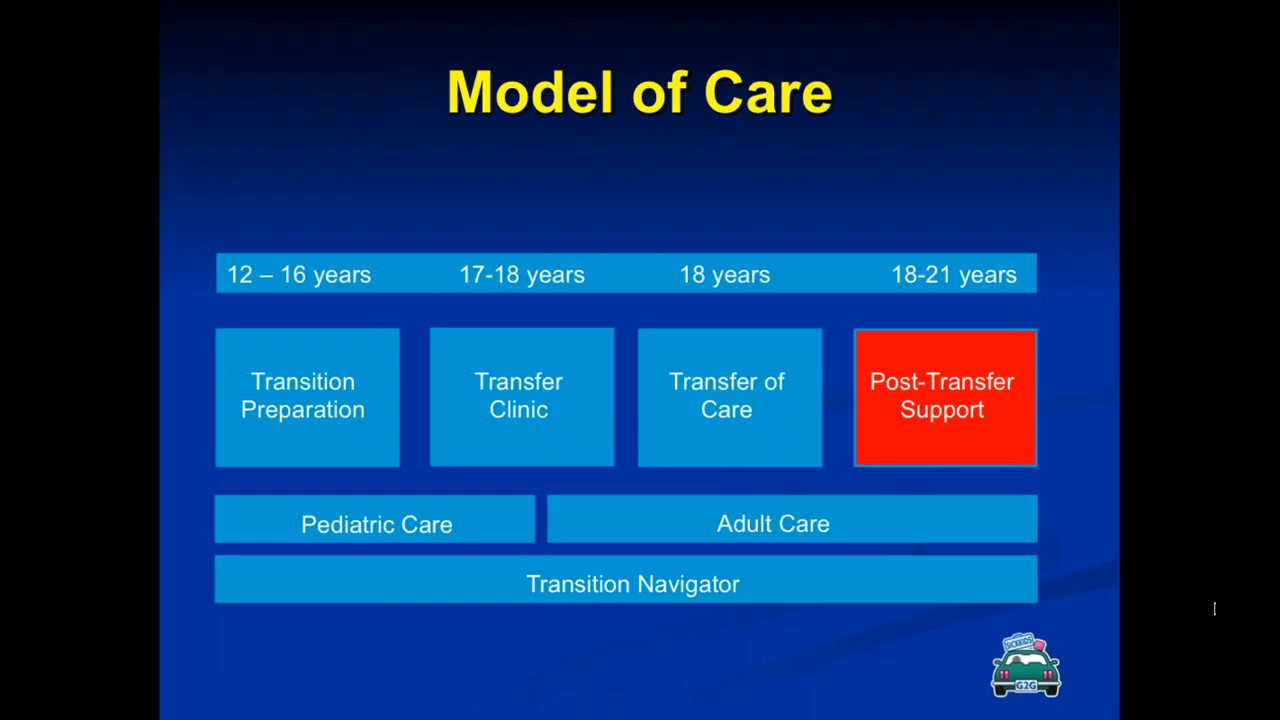 Model of Care
12 – 16 years 17-18 years 18 years 18-21 years
Transition
Preparation
Transfer
Clinic
Transfer of
Care
Post-Transfer
Support
Pediatric Care
Adult Care
Transition Navigator
G2G